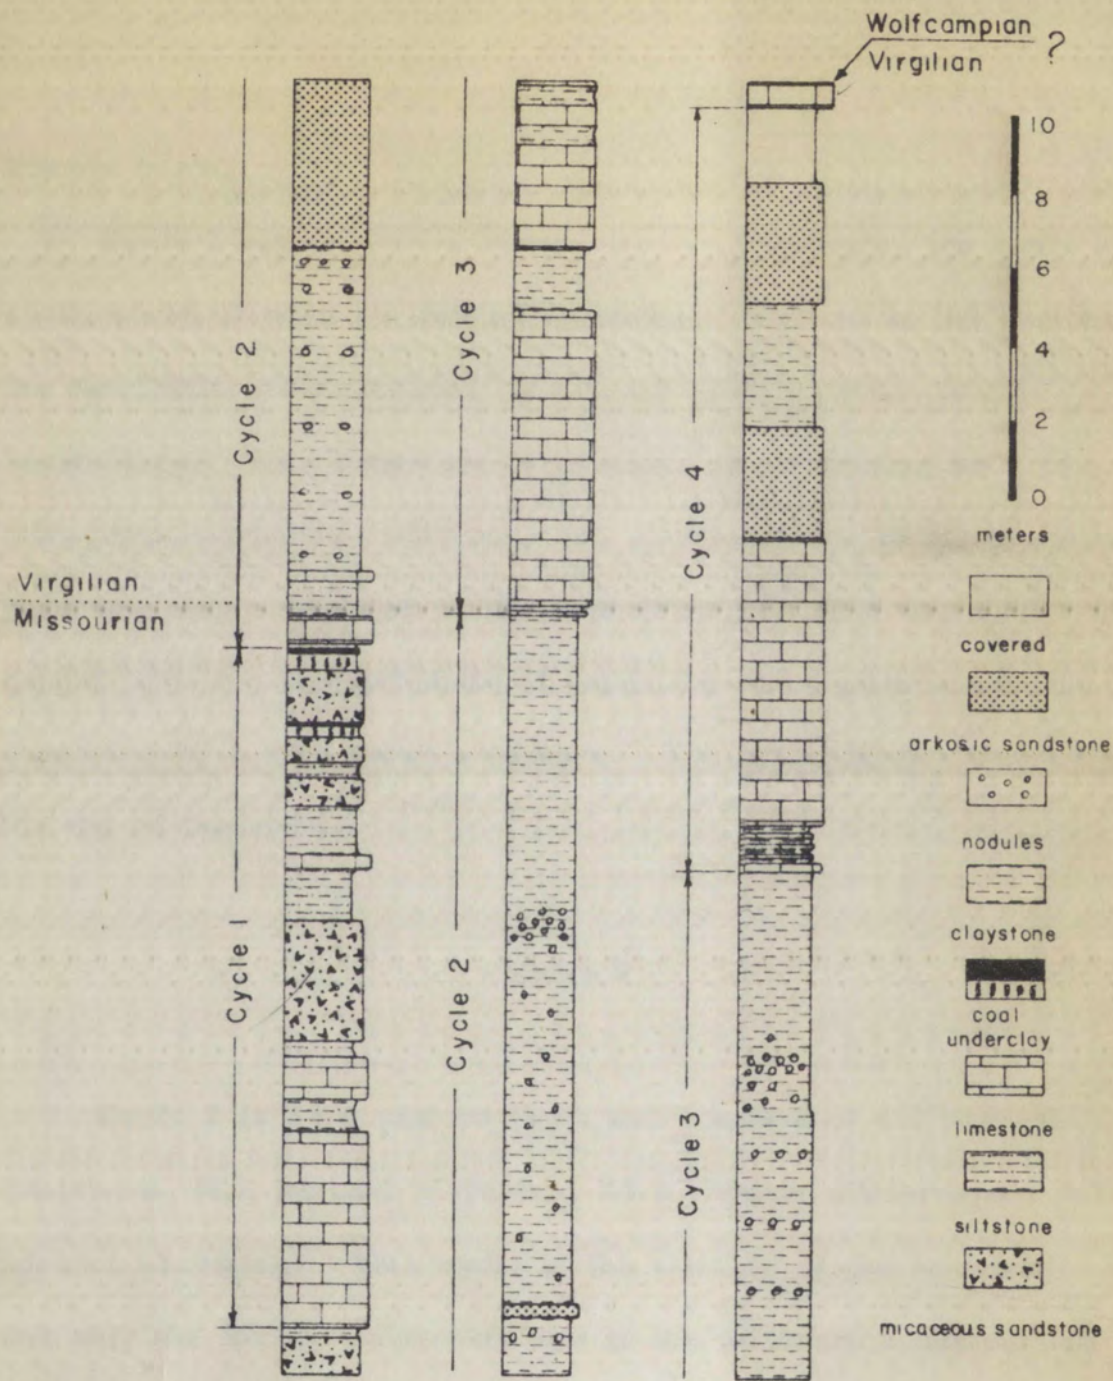 Wolfcampian
Virgilian
?
10
8
6
4
2
0
meters
covered
arkosic sandstone
nodules
claystone
coal
underclay
limestone
siltstone
micaceous sandstone
Cycle 2
Virgilian
Missourian
Cycle 1
Cycle 3
Cycle 2
Cycle 4
Cycle 3